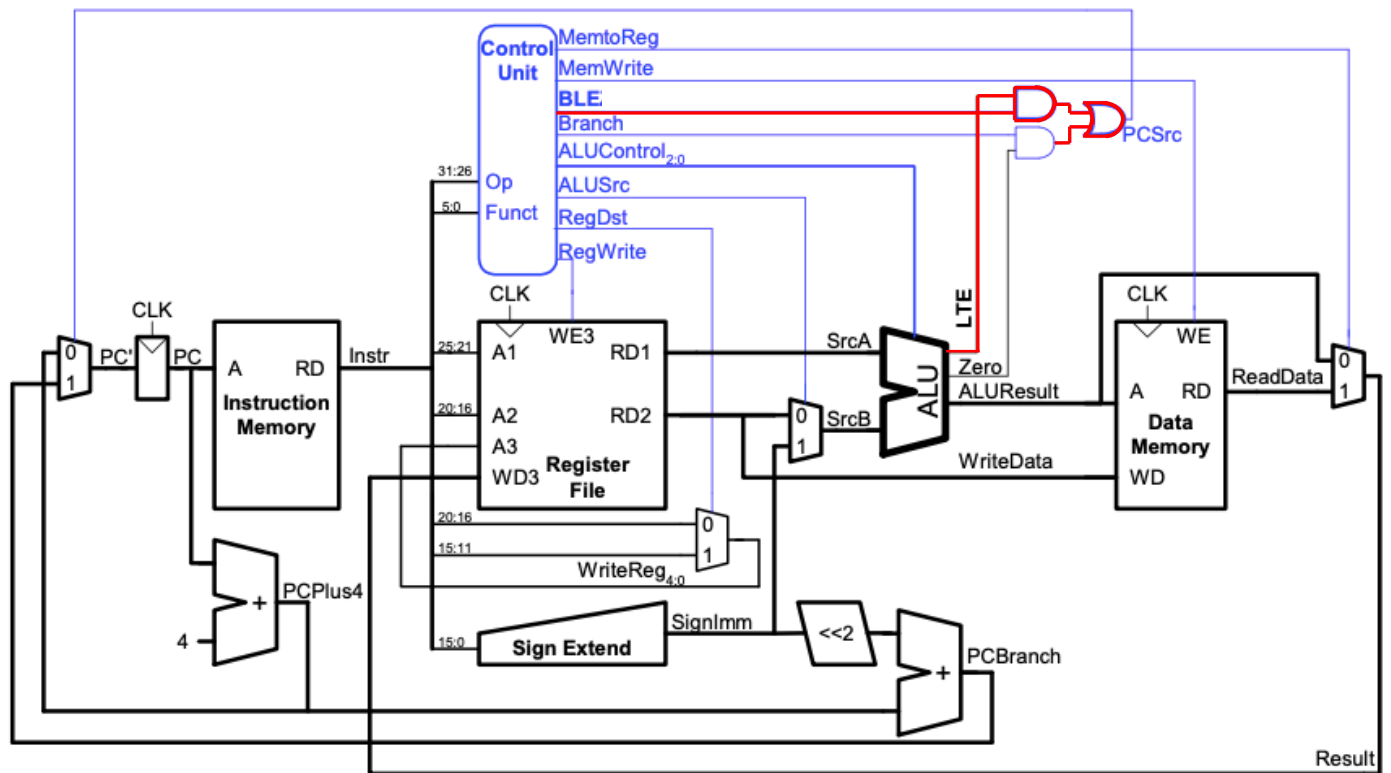 Control
Unit
MemtoReg
MemWrite
BLE
Branch
ALUControl2:0
ALUSrc
RegDst
RegWrite
PCSrc
31:26
Op
5:0
Funct
CLK
0
1
PC'
PC
A
RD
Instruction
Memory
Instr
CLK
WE3
25:21
A1
RD1
20:16
A2
RD2
A3
WD3
Register
File
SrcA
0
1
SrcB
ALU
LTE
Zero
ALUResult
WriteData
CLK
WE
A
RD
Data
Memory
WD
ReadData
0
1
20:16
0
15:11
1
WriteReg4:0
PCPlus4
+
4
15:0
Sign Extend
SignImm
<<2
+
PCBranch
Result